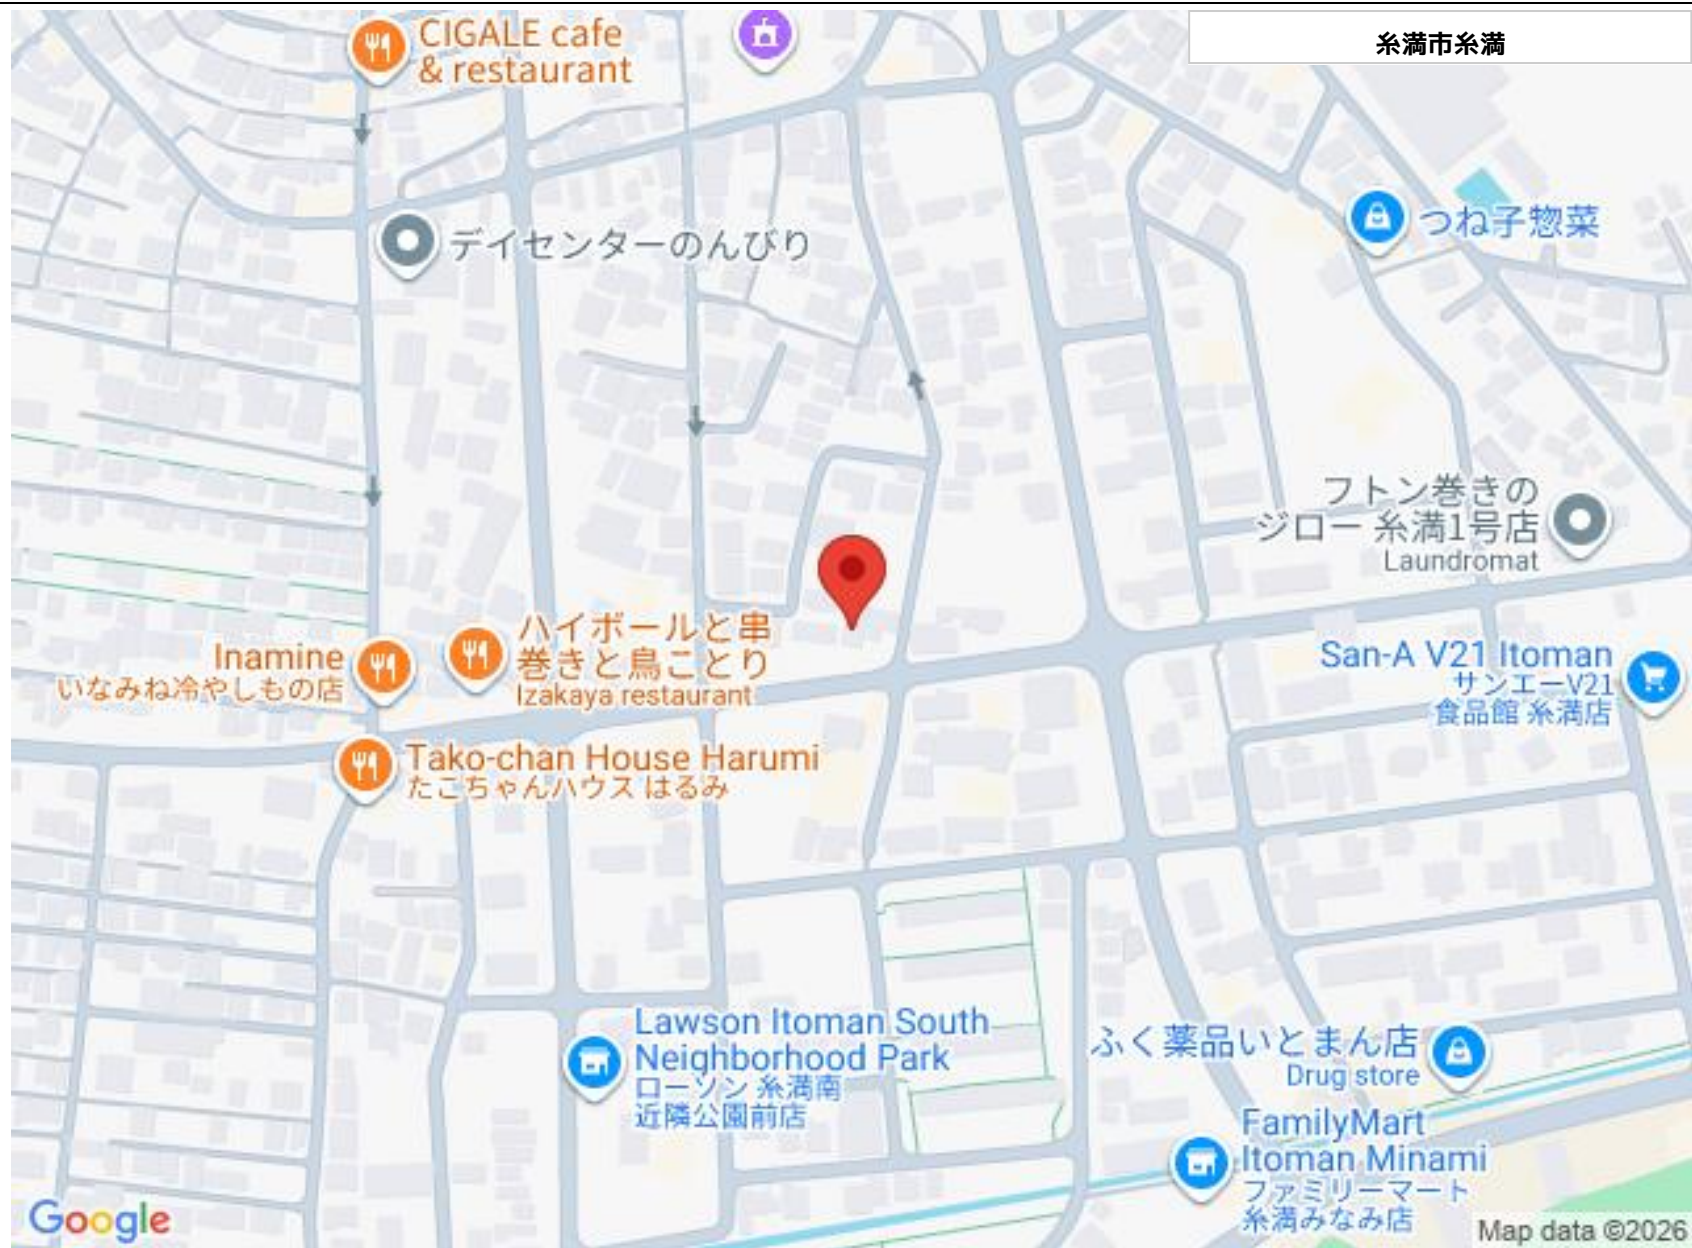 CIGALE cafe
& restaurant
糸満市糸満
つね子惣菜
デイセンターのんびり
フトン巻きの
ジロー 糸満1号店
Laundromat
ハイボールと串
巻きと鳥ことり
Izakaya restaurant
Inamine
いなみね冷やしもの店
San-A V21 Itoman
サンエーV21
食品館 糸満店
Tako-chan House Harumi
たこちゃんハウス はるみ
Lawson Itoman South
Neighborhood Park
ローソン 糸満南
近隣公園前店
ふく薬品いとまん店
Drug store
FamilyMart
Itoman Minami
ファミリーマート
糸満みなみ店
Google
Map data ©2026